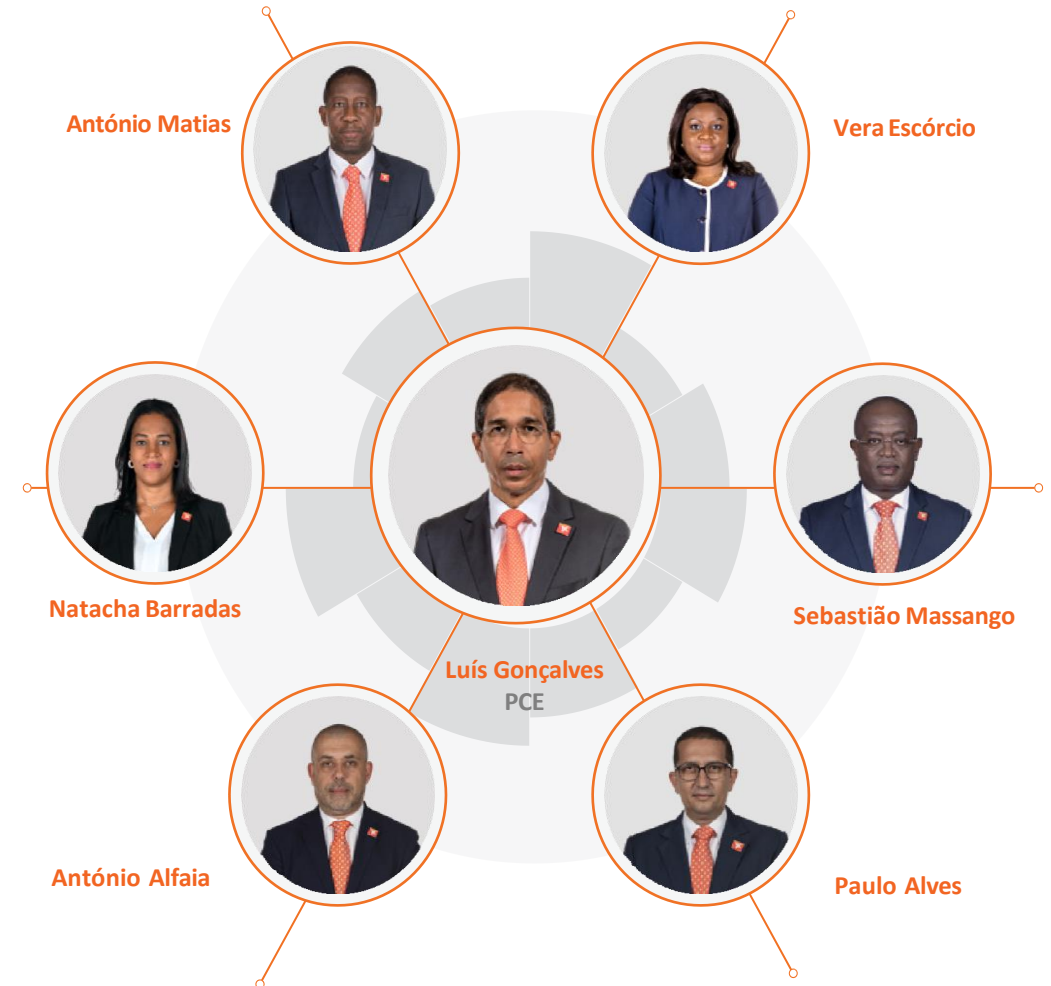 António Matias
Vera Escórcio
Natacha Barradas
Sebastião Massango
Luís Gonçalves
PCE
António Alfaia
Paulo Alves